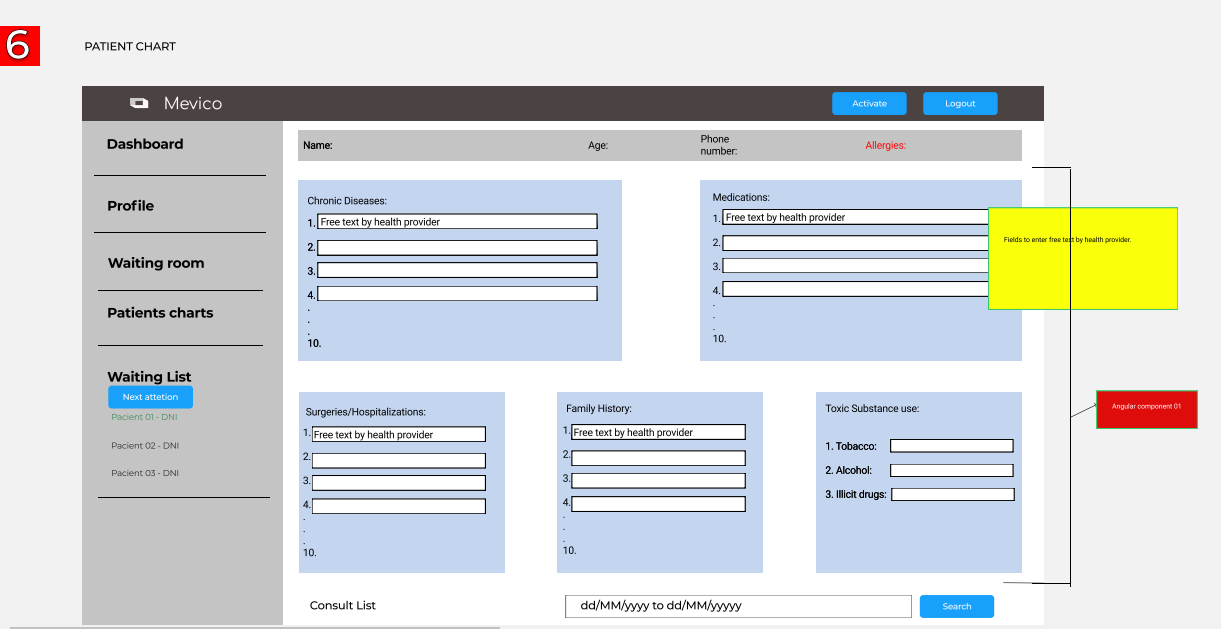 6
PATIENT CHART
Mevico
Activate
Logout
Dashboard
Profile
Waiting room
Patients charts
Waiting List
Next attetion
Pacient 01 - DNI
Pacient 02 - DNI
Pacient 03 - DNI
Name:
Age:
Phone
number:
Allergies:
Chronic Diseases:
1. Free text by health provider
2.
3.
4.
.
.
.
10.
Medications:
1. Free text by health provider
2.
3.
4.
.
.
.
10.
Fields to enter free text by health provider.
Surgeries/Hospitalizations:
1. Free text by health provider
2.
3.
4.
.
.
.
10.
Family History:
1. Free text by health provider
2.
3.
4.
.
.
.
10.
Toxic Substance use:
1. Tobacco:
2. Alcohol:
3. Illicit drugs:
Angular component 01
Consult List
dd/MM/yyyy to dd/MM/yyyyy
Search